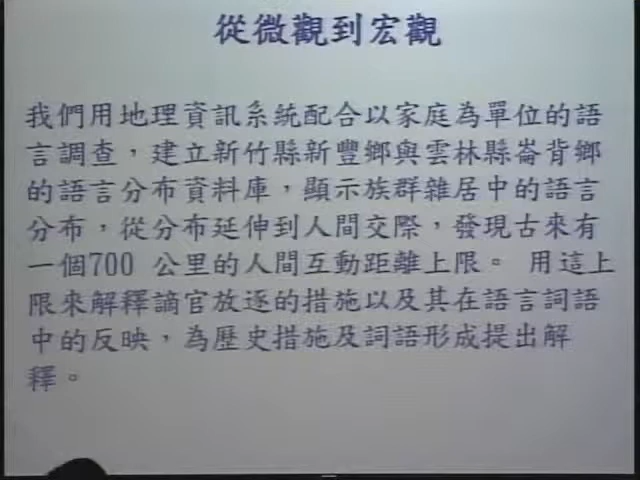 從微觀到宏觀
我們用地理資訊系統配合以家庭為單位的語
言調查，建立新竹縣新豐鄉與雲林縣崙背鄉
的語言分布資料庫，顯示族群雜居中的語言
分布，從分布延伸到人間交際，發現古來有
一個700 公里的人間互動距離上限。 用這上
限來解釋謫官放逐的措施以及其在語言詞語
中的反映，為歷史措施及詞語形成提出解
釋。